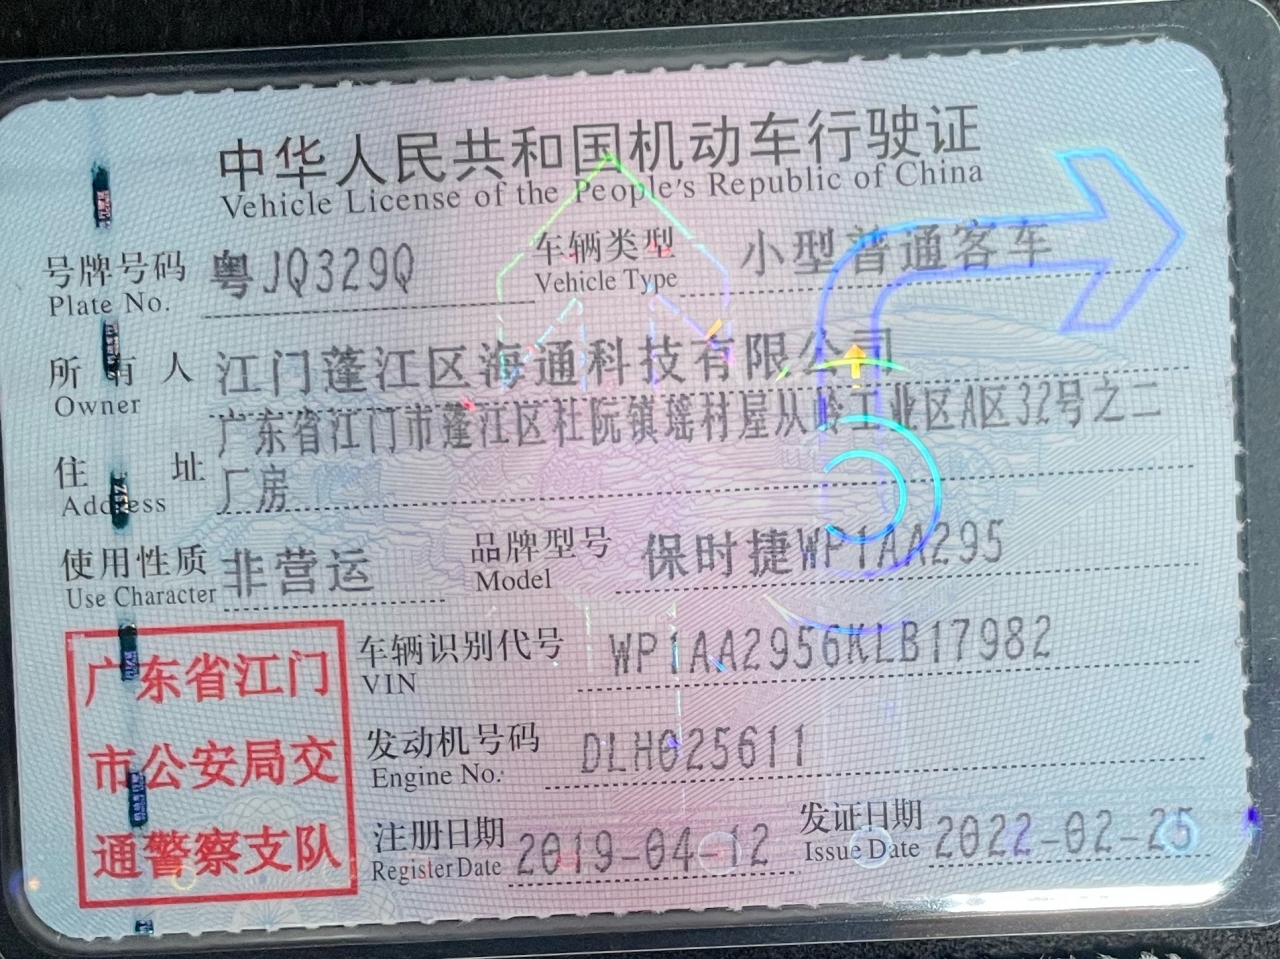 中华人民共和国机动车行驶证
Vehicle License of the People's Republic of China
号牌号码 粤JQ329Q 车辆类型 小型普通客车
Plate No. Vehicle Type
所有人 江门蓬江区海通科技有限公司
Owner
广东省江门市蓬江区杜阮镇瑶村屋从岭工业区A区32号之二
住址 厂房
Address
使用性质 非营运 品牌型号 保时捷WP1AA295
Use Character Model
车辆识别代号 WP1AA2956KLB17982
VIN
发动机号码 DLH025611
Engine No.
注册日期 2019-04-12 发证日期 2022-02-25
Register Date Issue Date
广东省江门
市公安局交
通警察支队